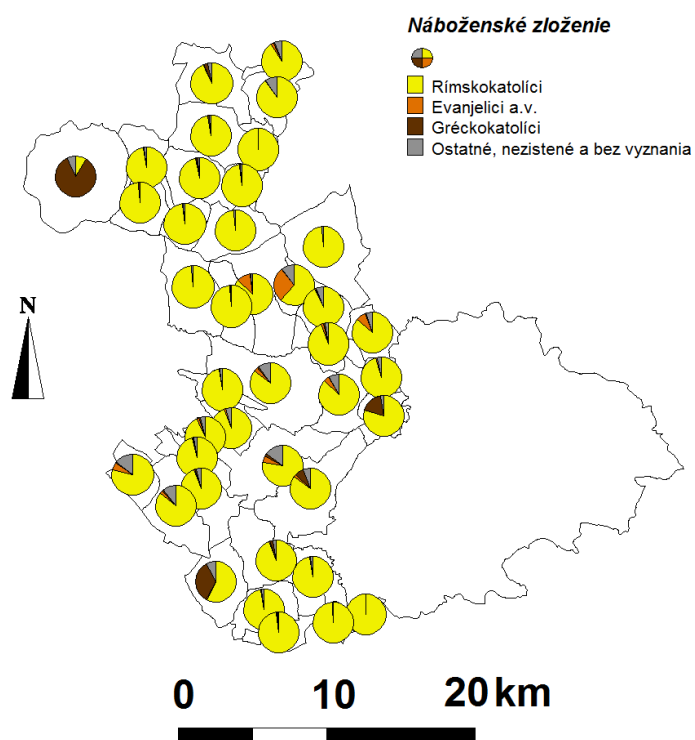 Náboženské zloženie
Rímskokatolíci
Evanjelici a.v.
Gréckokatolíci
Ostatné, nezistené a bez vyznania
N
0 10 20 km